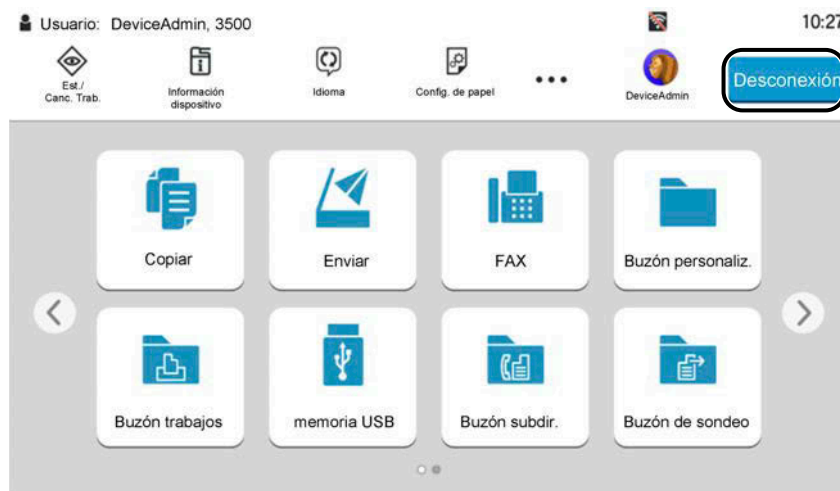 Usuario: DeviceAdmin, 3500
10:27
Est./
Canc. Trab.
Información
dispositivo
Idioma
Config. de papel
DeviceAdmin
Desconexión
Copiar
Enviar
FAX
Buzón personaliz.
Buzón trabajos
memoria USB
Buzón subdir.
Buzón de sondeo